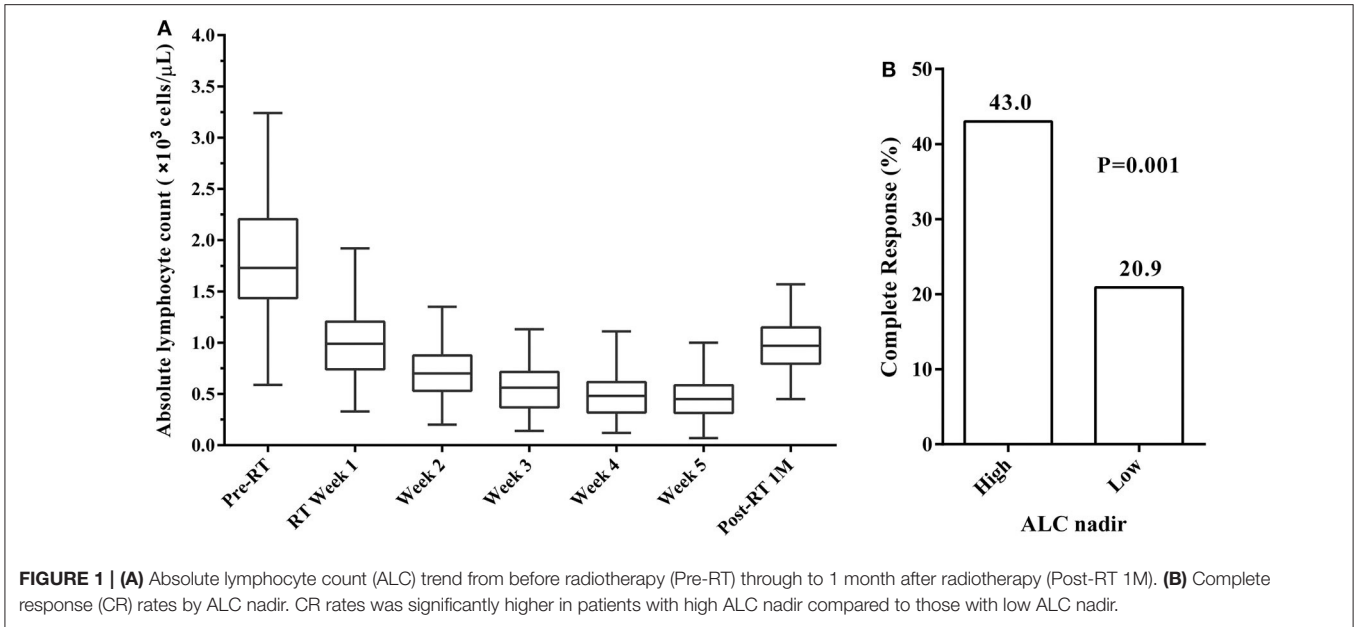 A
Absolute lymphocyte count ( ×10³ cells/μL)
4.0
3.5
3.0
2.5
2.0
1.5
1.0
0.5
0.0
Pre-RT
RT Week 1
Week 2
Week 3
Week 4
Week 5
Post-RT 1M
B
Complete Response (%)
50
40
30
20
10
0
43.0
20.9
P=0.001
High
Low
ALC nadir
FIGURE 1 | (A) Absolute lymphocyte count (ALC) trend from before radiotherapy (Pre-RT) through to 1 month after radiotherapy (Post-RT 1M). (B) Complete
response (CR) rates by ALC nadir. CR rates was significantly higher in patients with high ALC nadir compared to those with low ALC nadir.